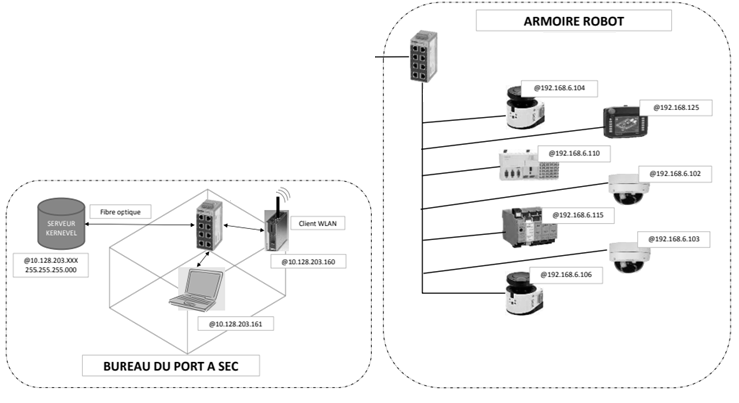 ARMOIRE ROBOT
@192.168.6.104
@192.168.125
@192.168.6.110
@192.168.6.102
@192.168.6.115
@192.168.6.103
@192.168.6.106
Fibre optique
SERVEUR
KERNEVEL
Client WLAN
@10.128.203.XXX
255.255.255.000
@10.128.203.160
@10.128.203.161
BUREAU DU PORT A SEC